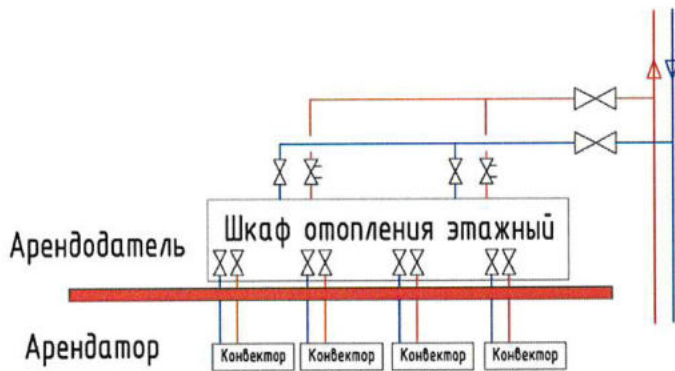 Шкаф отопления этажный
Арендодатель
Арендатор
Конвектор Конвектор Конвектор Конвектор